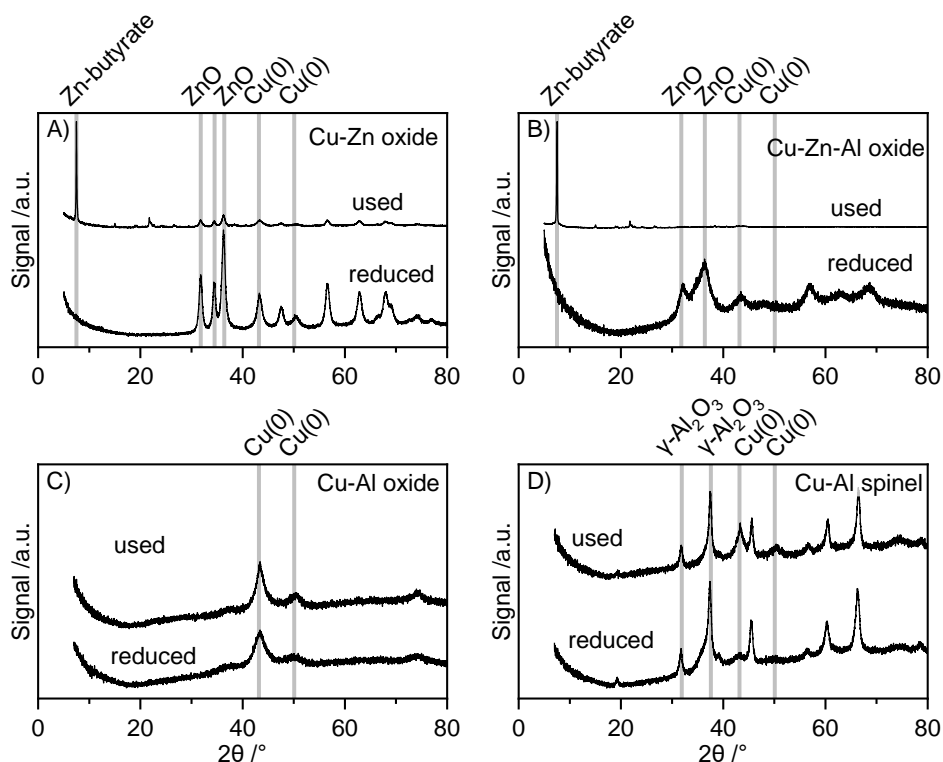 Zn-butyrate
ZnO
ZnO
Cu(0)
Cu(0)
A)
Cu-Zn oxide
used
reduced
Signal /a.u.
0 20 40 60 80
Zn-butyrate
ZnO
ZnO
Cu(0)
Cu(0)
B)
Cu-Zn-Al oxide
used
reduced
Signal /a.u.
0 20 40 60 80
Cu(0)
Cu(0)
C)
Cu-Al oxide
used
reduced
Signal /a.u.
0 20 40 60 80
2θ /°
γ-Al₂O₃
γ-Al₂O₃
Cu(0)
Cu(0)
D)
Cu-Al spinel
used
reduced
Signal /a.u.
0 20 40 60 80
2θ /°